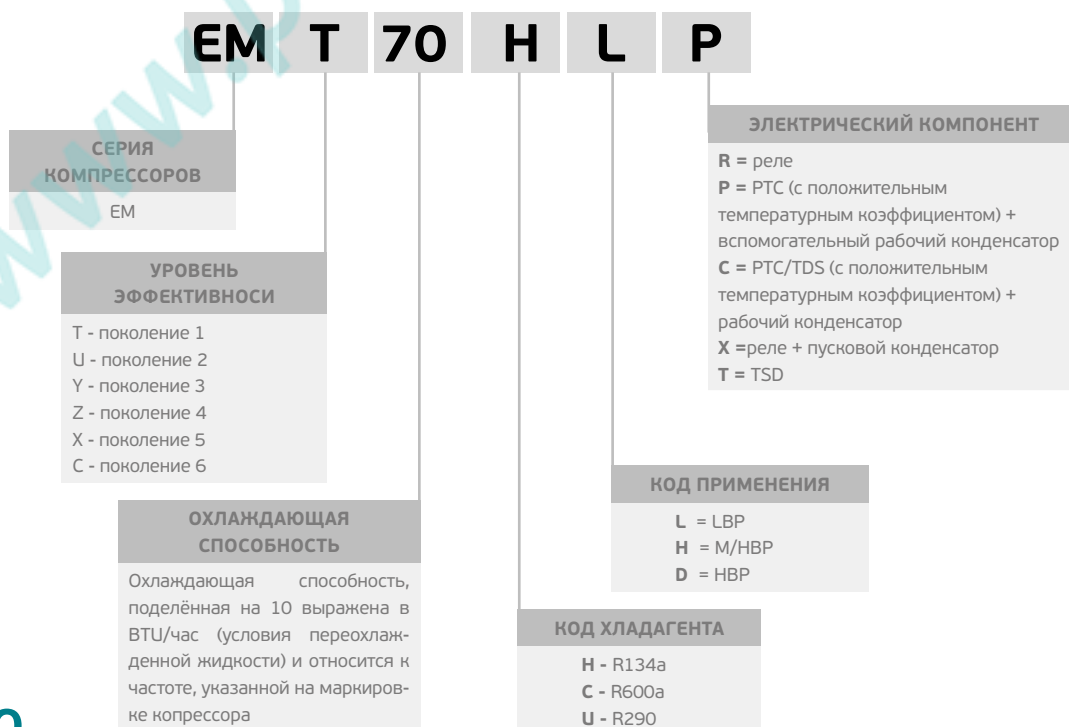 EM T 70 H L P
СЕРИЯ
КОМПРЕССОРОВ
EM
УРОВЕНЬ
ЭФФЕКТИВНОСИ
T - поколение 1
U - поколение 2
Y - поколение 3
Z - поколение 4
X - поколение 5
C - поколение 6
ОХЛАЖДАЮЩАЯ
СПОСОБНОСТЬ
Охлаждающая способность,
поделённая на 10 выражена в
BTU/час (условия переохлаж-
денной жидкости) и относится к
частоте, указанной на маркиров-
ке копрессора
ЭЛЕКТРИЧЕСКИЙ КОМПОНЕНТ
R = реле
P = PTC (с положительным
температурным коэффициентом) +
вспомогательный рабочий конденсатор
C = PTC/TDS (с положительным
температурным коэффициентом) +
рабочий конденсатор
X =реле + пусковой конденсатор
T = TSD
КОД ПРИМЕНЕНИЯ
L = LBP
H = M/HBP
D = HBP
КОД ХЛАДАГЕНТА
H - R134a
C - R600a
U - R290